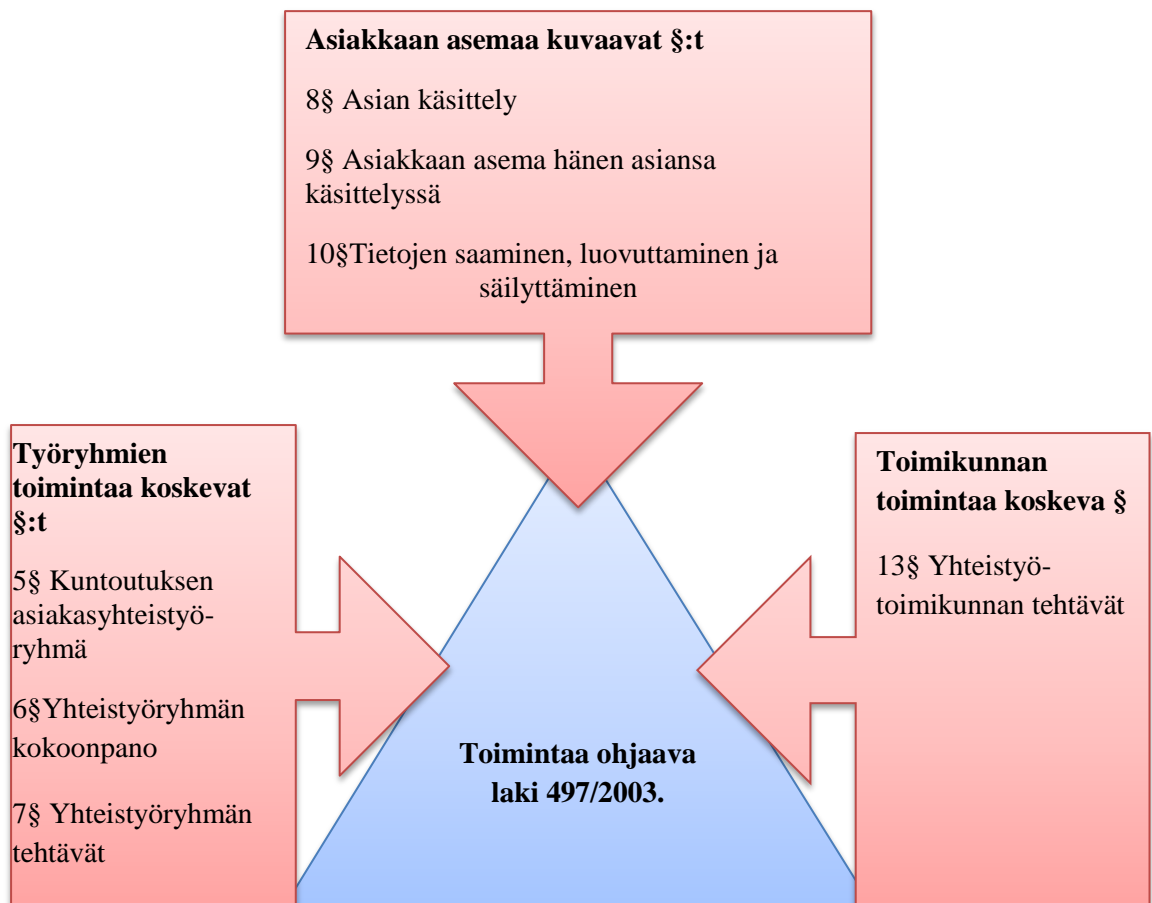 Asiakkaan asemaa kuvaavat §:t
8§ Asian käsittely
9§ Asiakkaan asema hänen asiansa
käsittelyssä
10§Tietojen saaminen, luovuttaminen ja
säilyttäminen
Työryhmien
toimintaa koskevat
§:t
5§ Kuntoutuksen
asiakasyhteistyö-
ryhmä
6§Yhteistyöryhmän
kokoonpano
7§ Yhteistyöryhmän
tehtävät
Toimintaa ohjaava
laki 497/2003.
Toimikunnan
toimintaa koskeva §
13§ Yhteistyö-
toimikunnan tehtävät